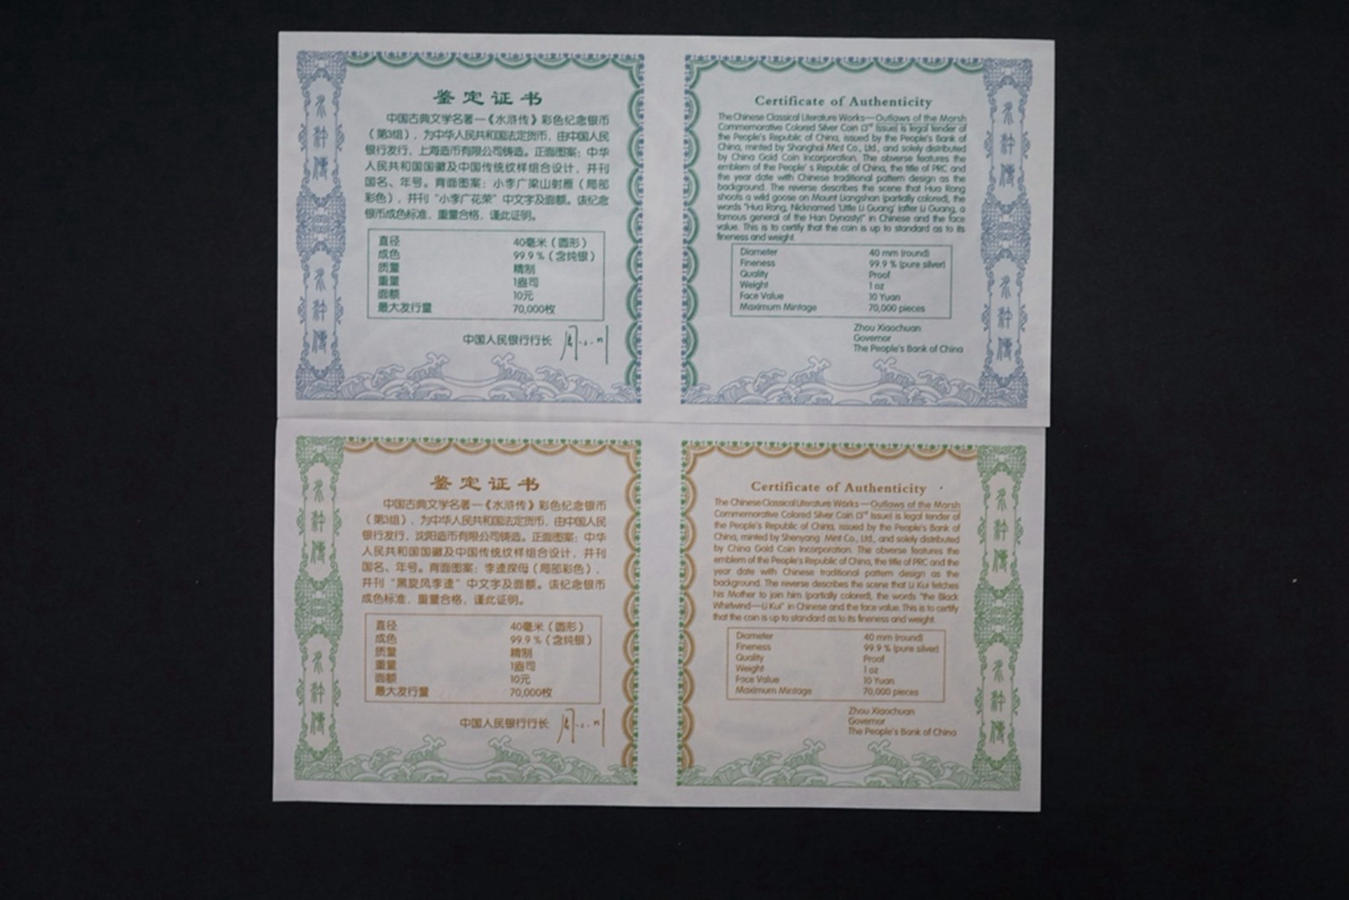 鉴定证书
中国古典文学名著—《水浒传》彩色纪念银币
（第3组），为中华人民共和国法定货币，由中国人民
银行发行，上海造币有限公司铸造。正面图案：中华
人民共和国国徽及中国传统纹样组合设计，并刊
国名、年号。背面图案：小李广梁山射雁（局部
彩色），并刊“小李广花荣”中文字及面额。该纪念
银币成色标准，重量合格，谨此证明。
直径 40毫米（圆形）
成色 99.9％（含纯银）
质量 精制
重量 1盎司
面额 10元
最大发行量 70,000枚
中国人民银行行长
Certificate of Authenticity
The Chinese Classical Literature Works—Outlaws of the Marsh
Commemorative Colored Silver Coin (3rd Issue) is legal tender of
the People's Republic of China, issued by the People's Bank of
China, minted by Shanghai Mint Co., Ltd., and solely distributed
by China Gold Coin Incorporation. The obverse features the
emblem of the People' s Republic of China, the title of PRC and
the year date with Chinese traditional pattern design as the
background. The reverse describes the scene that Hua Rong
shoots a wild goose on Mount Liangshan (partially colored), the
words "Hua Rong, Nicknamed 'Little Li Guang' (after Li Guang, a
famous general of the Han Dynasty)" in Chinese and the face
value. This is to certify that the coin is up to standard as to its
fineness and weight.
Diameter 40 mm (round)
Fineness 99.9 % (pure silver)
Quality Proof
Weight 1 oz
Face Value 10 Yuan
Maximum Mintage 70,000 pieces
Zhou Xiaochuan
Governor
The People's Bank of China
水浒傳
水浒傳
水浒傳
水浒傳
鉴定证书
中国古典文学名著—《水浒传》彩色纪念银币
（第3组），为中华人民共和国法定货币，由中国人民
银行发行，沈阳造币有限公司铸造。正面图案：中华
人民共和国国徽及中国传统纹样组合设计，并刊
国名、年号。背面图案：李逵探母（局部彩色），
并刊“黑旋风李逵”中文字及面额。该纪念银币
成色标准，重量合格，谨此证明。
直径 40毫米（圆形）
成色 99.9％（含纯银）
质量 精制
重量 1盎司
面额 10元
最大发行量 70,000枚
中国人民银行行长
Certificate of Authenticity
The Chinese Classical Literature Works—Outlaws of the Marsh
Commemorative Colored Silver Coin (3rd Issue) is legal tender of
the People's Republic of China, issued by the People's Bank of
China, minted by Shenyang Mint Co., Ltd., and solely distributed
by China Gold Coin Incorporation. The obverse features the
emblem of the People's Republic of China, the title of PRC and the
year date with Chinese traditional pattern design as the
background. The reverse describes the scene that Li Kui fetches
his Mother to join him (partially colored), the words "the Black
Whirlwind—Li Kui" in Chinese and the face value. This is to certify
that the coin is up to standard as to its fineness and weight.
Diameter 40 mm (round)
Fineness 99.9 % (pure silver)
Quality Proof
Weight 1 oz
Face Value 10 Yuan
Maximum Mintage 70,000 pieces
Zhou Xiaochuan
Governor
The People's Bank of China
水浒傳
水浒傳
水浒傳
水浒傳